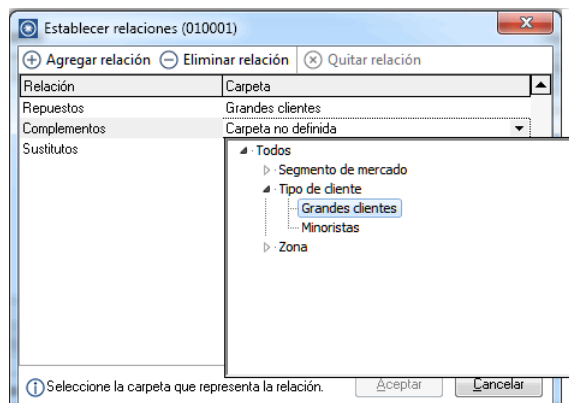 Establecer relaciones (010001)
Agregar relación Eliminar relación Quitar relación
Relación Carpeta
Repuestos Grandes clientes
Complementos Carpeta no definida
Sustitutos
Todos
Segmento de mercado
Tipo de cliente
Grandes clientes
Minoristas
Zona
Seleccione la carpeta que representa la relación. Aceptar Cancelar